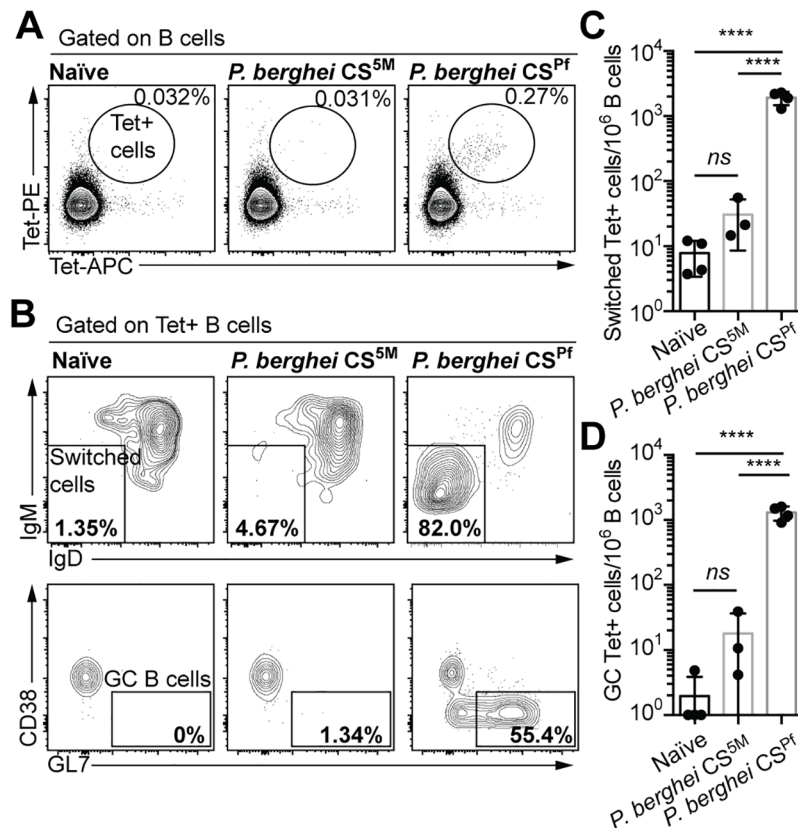 A
Gated on B cells
Naïve
P. berghei CS5M
P. berghei CSPf
0.032%
0.031%
0.27%
Tet+
cells
Tet-PE
Tet-APC
B
Gated on Tet+ B cells
Naïve
P. berghei CS5M
P. berghei CSPf
Switched
cells
1.35%
4.67%
82.0%
IgM
IgD
GC B cells
0%
1.34%
55.4%
CD38
GL7
C
****
****
ns
104
103
102
101
100
Switched Tet+ cells/106 B cells
Naïve
P. berghei CS5M
P. berghei CSPf
D
****
****
ns
104
103
102
101
100
GC Tet+ cells/106 B cells
Naïve
P. berghei CS5M
P. berghei CSPf